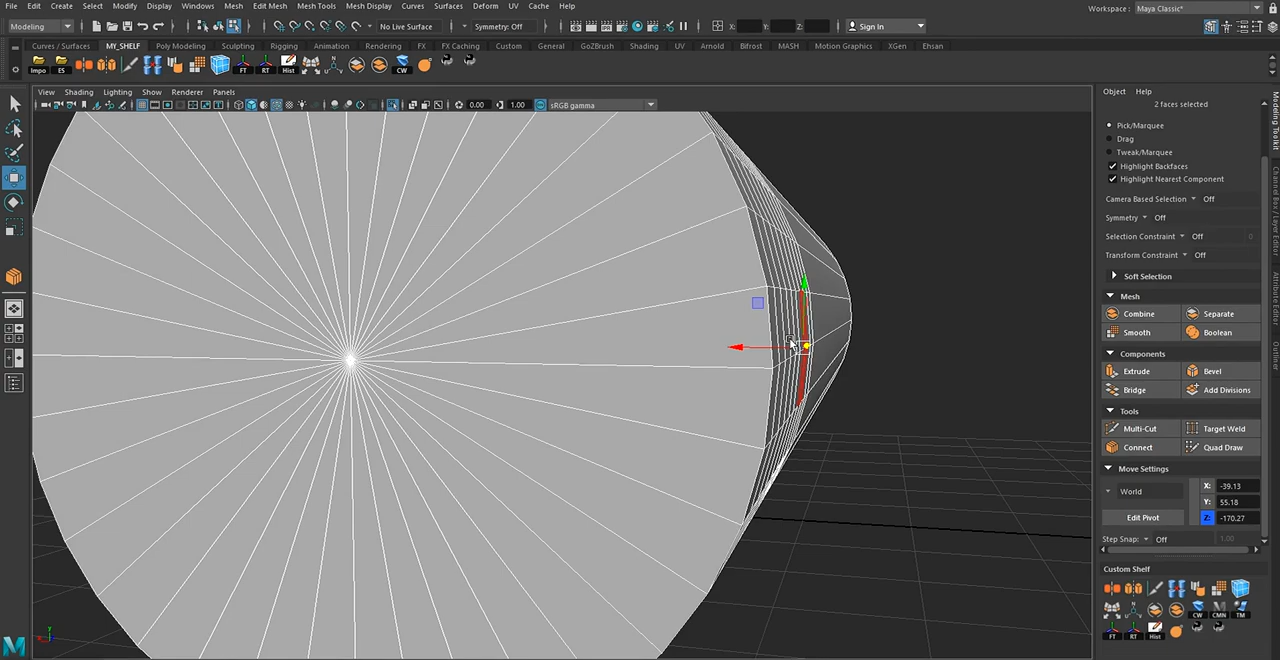 File Edit Create Select Modify Display Windows Mesh Edit Mesh Mesh Tools Mesh Display Curves Surfaces Deform UV Cache Help
Workspace : Maya Classic*
Modeling No Live Surface Symmetry: Off X: Y: Z: Sign In
Curves / Surfaces MY_SHELF Poly Modeling Sculpting Rigging Animation Rendering FX FX Caching Custom General GoZBrush Shading UV Arnold Bifrost MASH Motion Graphics XGen Ehsan
Impo ES FT RT Hist CW
View Shading Lighting Show Renderer Panels
0.00 1.00 sRGB gamma
Object Help
2 faces selected
Pick/Marquee
Drag
Tweak/Marquee
Highlight Backfaces
Highlight Nearest Component
Camera Based Selection Off
Symmetry Off
Selection Constraint Off 0
Transform Constraint Off
Soft Selection
Mesh
Combine Separate
Smooth Boolean
Components
Extrude Bevel
Bridge Add Divisions
Tools
Multi-Cut Target Weld
Connect Quad Draw
Move Settings
World X: -39.13
Y: 55.18
Edit Pivot Z: -170.27
Step Snap: Off 1.00
Custom Shelf
CW CMN TM
FT RT Hist
Modeling Toolkit
Channel Box / Layer Editor
Attribute Editor
Outliner